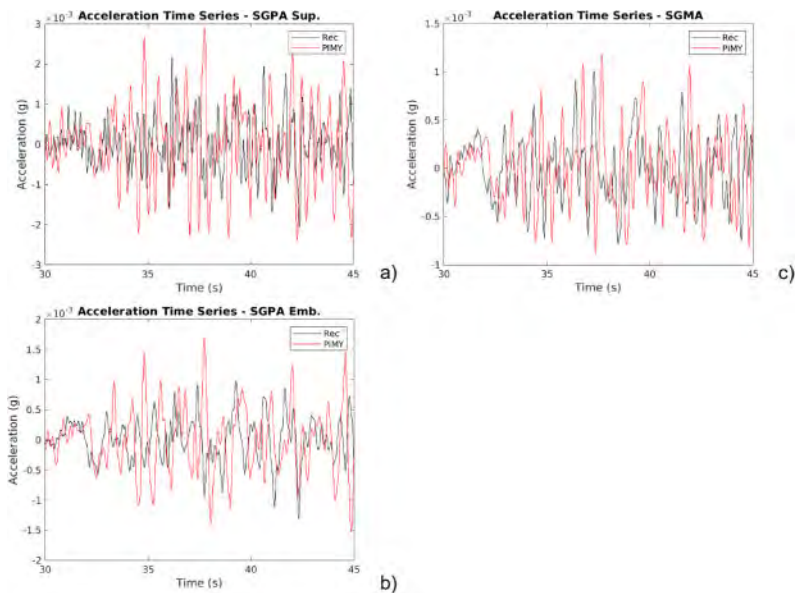 Acceleration Time Series - SGPA Sup.
×10⁻³
Rec
PIMY
3
2
1
0
-1
-2
-3
Acceleration (g)
30 35 40 45
Time (s)
a)
Acceleration Time Series - SGMA
×10⁻³
Rec
PIMY
1.5
1
0.5
0
-0.5
-1
Acceleration (g)
30 35 40 45
Time (s)
c)
Acceleration Time Series - SGPA Emb.
×10⁻³
Rec
PIMY
2
1.5
1
0.5
0
-0.5
-1
-1.5
-2
Acceleration (g)
30 35 40 45
Time (s)
b)